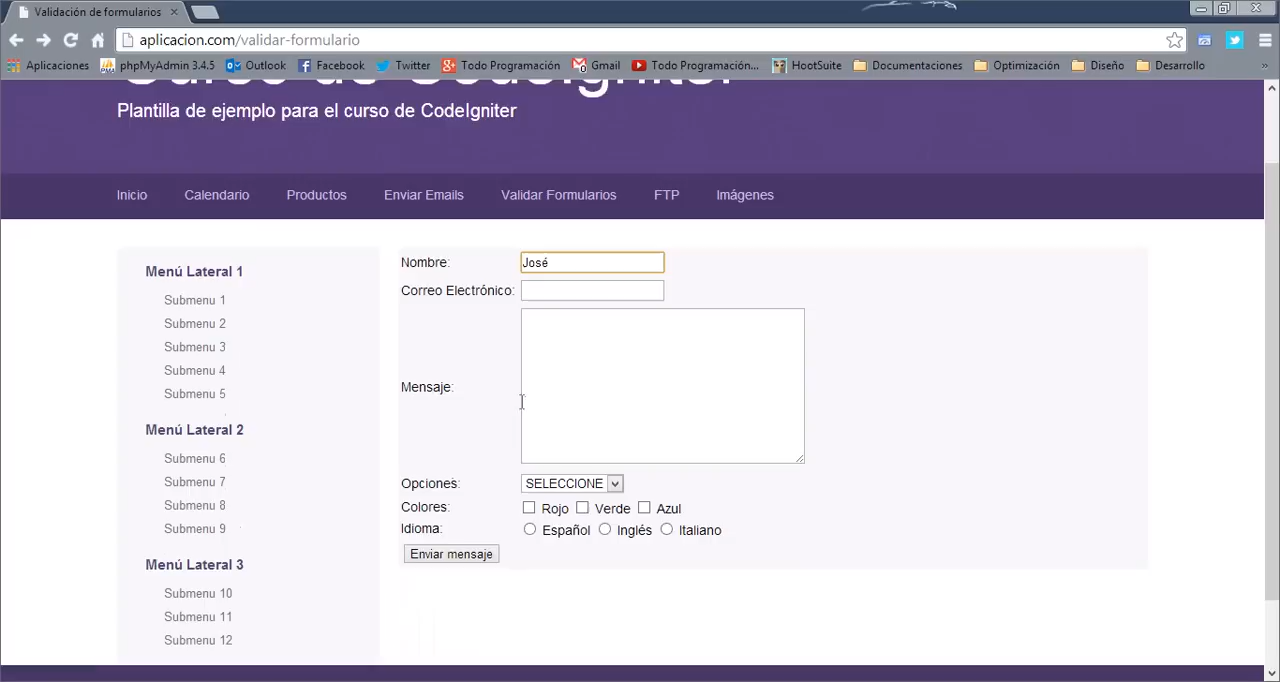 Validación de formularios
aplicacion.com/validar-formulario
Aplicaciones phpMyAdmin 3.4.5 Outlook Facebook Twitter Todo Programación Gmail Todo Programación... HootSuite Documentaciones Optimización Diseño Desarrollo »
Curso de CodeIgniter
Plantilla de ejemplo para el curso de CodeIgniter
Inicio Calendario Productos Enviar Emails Validar Formularios FTP Imágenes
Menú Lateral 1
Submenu 1
Submenu 2
Submenu 3
Submenu 4
Submenu 5
Menú Lateral 2
Submenu 6
Submenu 7
Submenu 8
Submenu 9
Menú Lateral 3
Submenu 10
Submenu 11
Submenu 12
Nombre: José
Correo Electrónico:
Mensaje:
Opciones: SELECCIONE
Colores: Rojo Verde Azul
Idioma: Español Inglés Italiano
Enviar mensaje